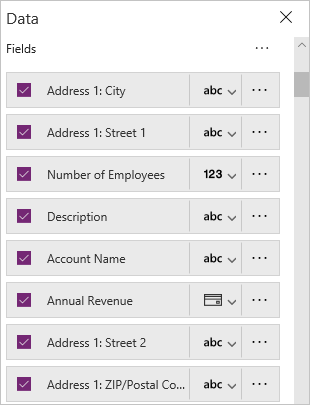 Data
Fields
Address 1: City abc
Address 1: Street 1 abc
Number of Employees 123
Description abc
Account Name abc
Annual Revenue
Address 1: Street 2 abc
Address 1: ZIP/Postal Co... abc